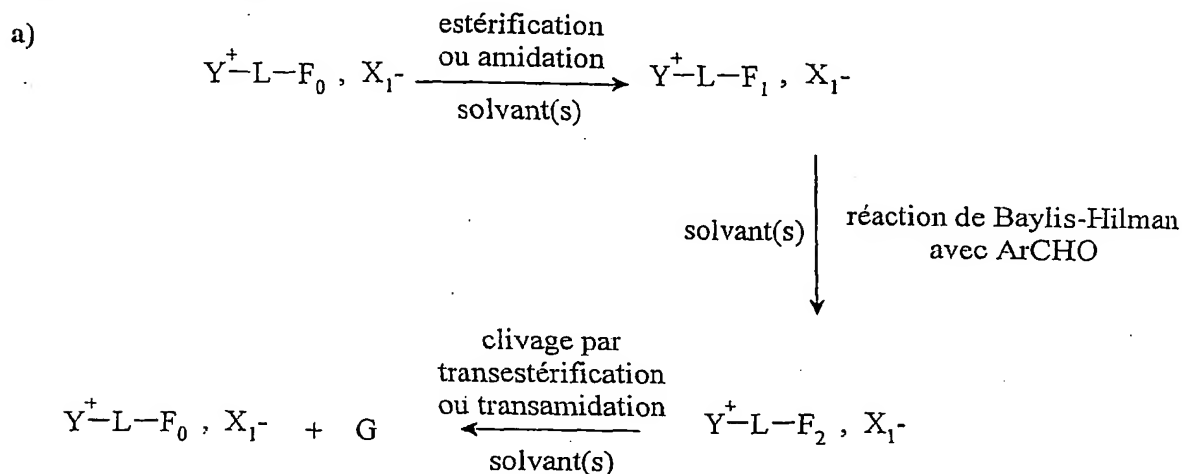 a)
estérification
ou amidation
Y⁺–L–F₀ , X₁-
solvant(s)
Y⁺–L–F₁ , X₁-
solvant(s)
réaction de Baylis-Hilman
avec ArCHO
clivage par
transestérification
ou transamidation
Y⁺–L–F₀ , X₁- + G
solvant(s)
Y⁺–L–F₂ , X₁-